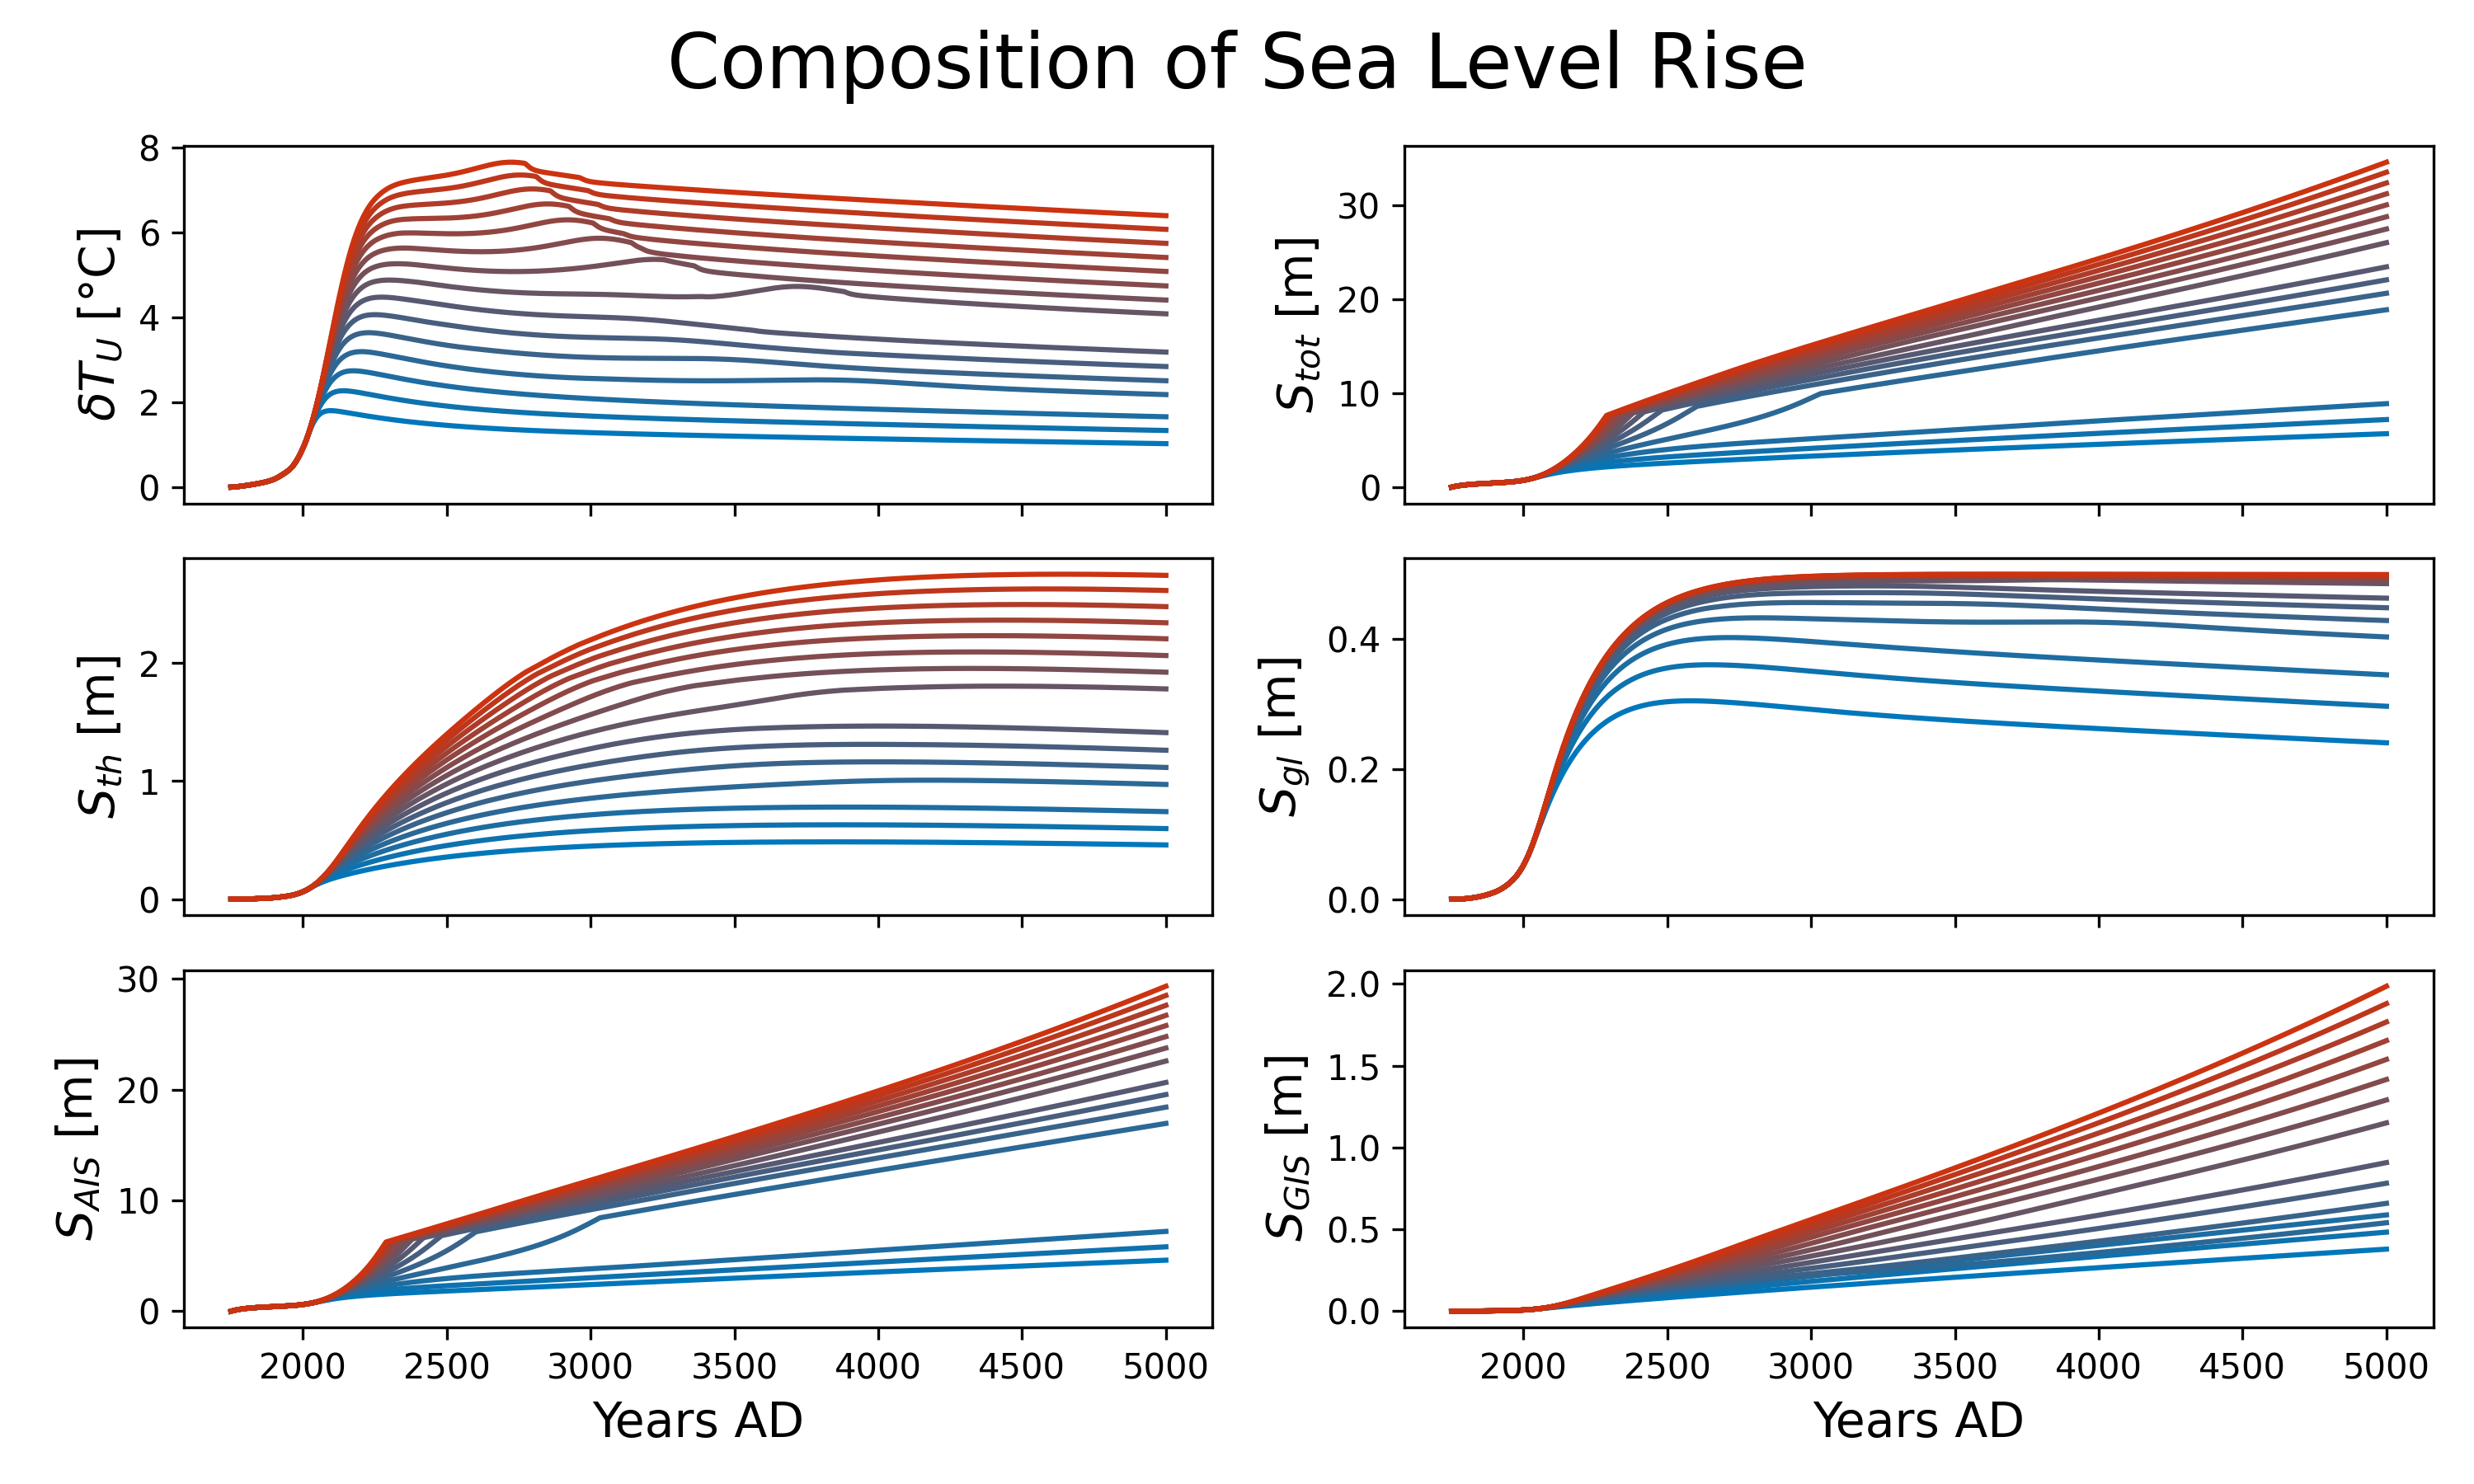 Composition of Sea Level Rise
δT_U [°C]
8
6
4
2
0
S_tot [m]
30
20
10
0
S_th [m]
2
1
0
S_gl [m]
0.4
0.2
0.0
S_AIS [m]
30
20
10
0
2000 2500 3000 3500 4000 4500 5000
Years AD
S_GIS [m]
2.0
1.5
1.0
0.5
0.0
2000 2500 3000 3500 4000 4500 5000
Years AD